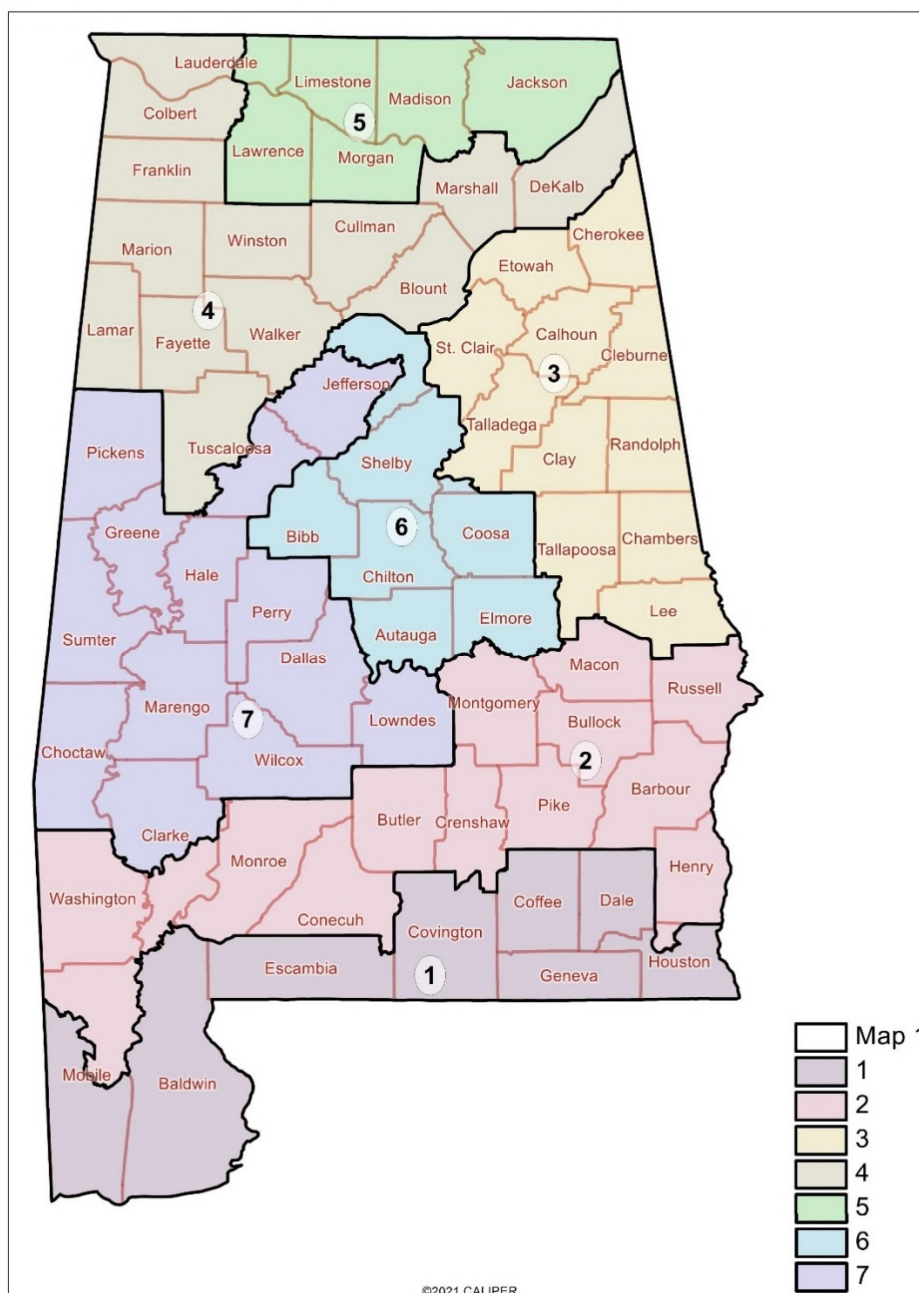 Lauderdale
Limestone
Madison
Jackson
Colbert
5
Lawrence
Morgan
Franklin
Marshall
DeKalb
Cullman
Cherokee
Marion
Winston
Etowah
Blount
4
Lamar
Fayette
Walker
St. Clair
Calhoun
Cleburne
3
Jefferson
Talladega
Pickens
Tuscaloosa
Shelby
Clay
Randolph
Greene
6
Bibb
Coosa
Tallapoosa
Chambers
Hale
Chilton
Perry
Lee
Sumter
Autauga
Elmore
Dallas
Macon
Russell
Marengo
Montgomery
7
Lowndes
Bullock
Choctaw
Wilcox
2
Barbour
Clarke
Butler
Crenshaw
Pike
Monroe
Henry
Washington
Conecuh
Coffee
Dale
Covington
Escambia
1
Geneva
Houston
Mobile
Baldwin
Map 1
1
2
3
4
5
6
7
©2021 CALIPER